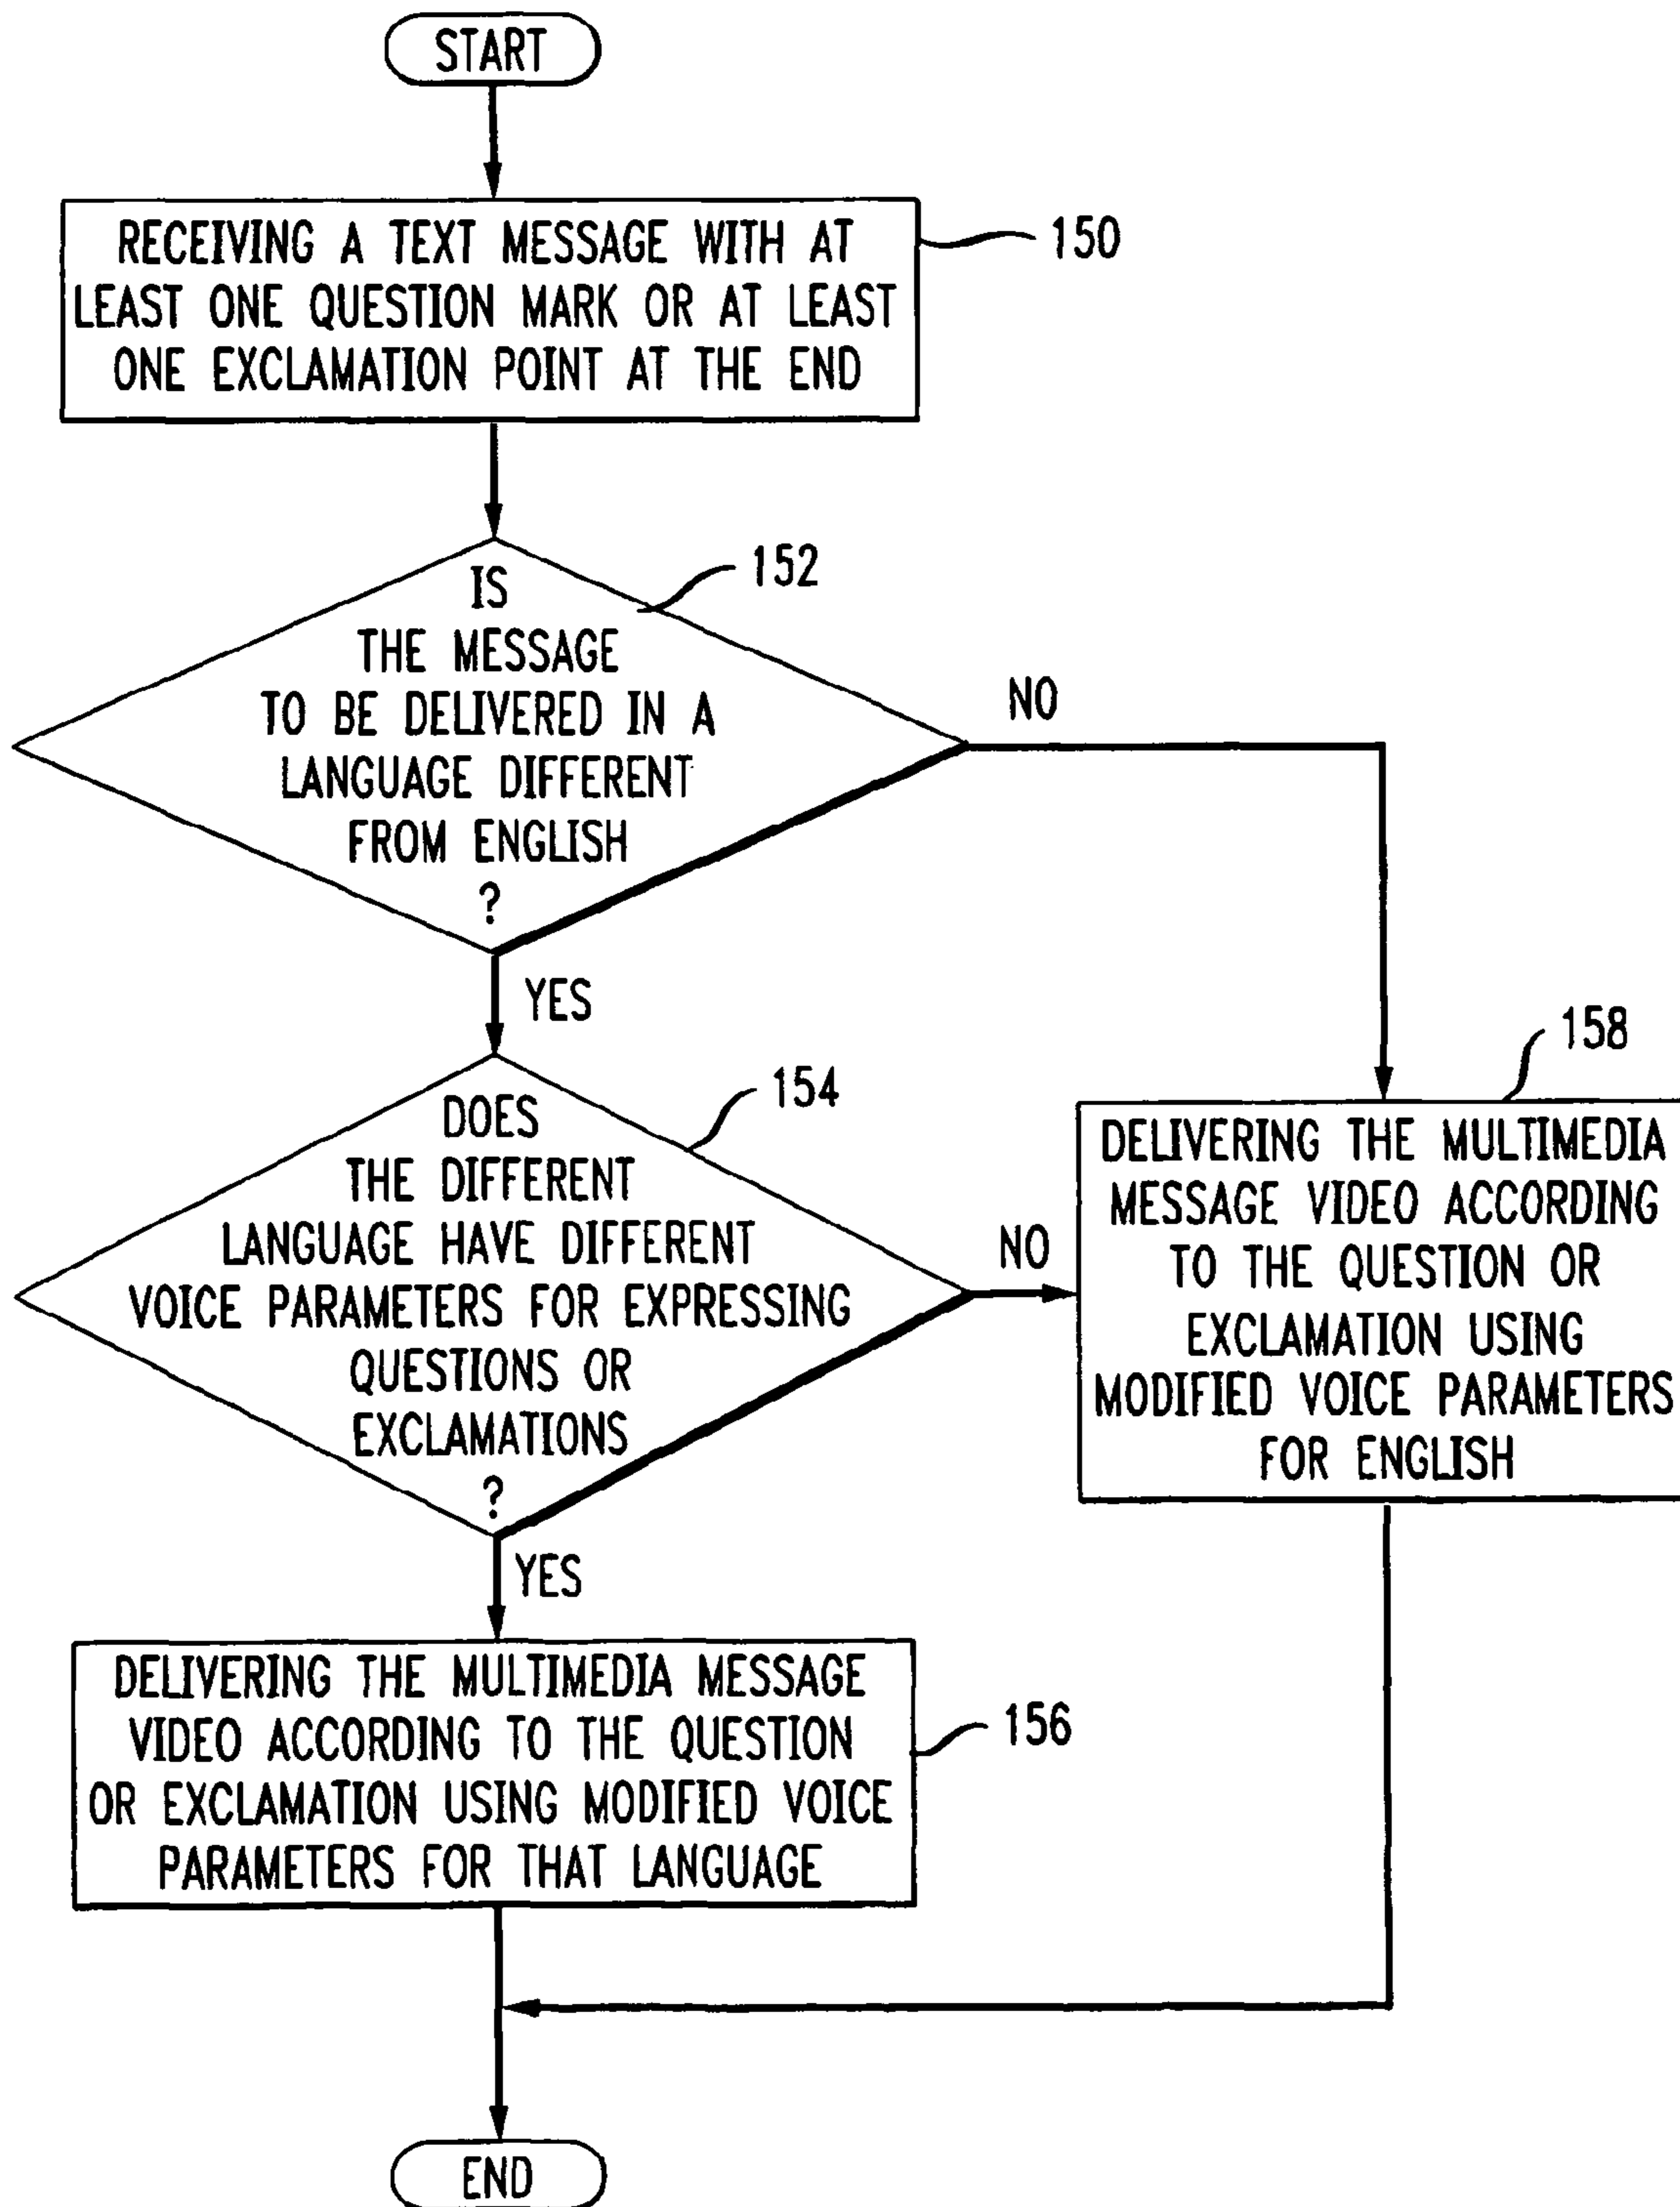 START
RECEIVING A TEXT MESSAGE WITH AT
LEAST ONE QUESTION MARK OR AT LEAST
ONE EXCLAMATION POINT AT THE END
150
IS
THE MESSAGE
TO BE DELIVERED IN A
LANGUAGE DIFFERENT
FROM ENGLISH
?
152
NO
YES
DOES
THE DIFFERENT
LANGUAGE HAVE DIFFERENT
VOICE PARAMETERS FOR EXPRESSING
QUESTIONS OR
EXCLAMATIONS
?
154
NO
YES
158
DELIVERING THE MULTIMEDIA
MESSAGE VIDEO ACCORDING
TO THE QUESTION OR
EXCLAMATION USING
MODIFIED VOICE PARAMETERS
FOR ENGLISH
DELIVERING THE MULTIMEDIA MESSAGE
VIDEO ACCORDING TO THE QUESTION
OR EXCLAMATION USING MODIFIED VOICE
PARAMETERS FOR THAT LANGUAGE
156
END